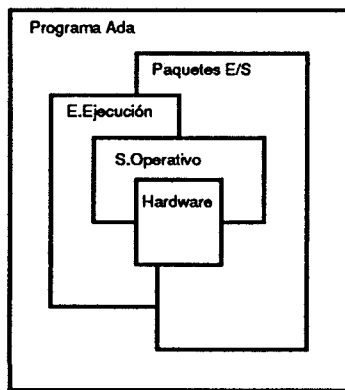 Programa Ada
Paquetes E/S
E.Ejecución
S.Operativo
Hardware